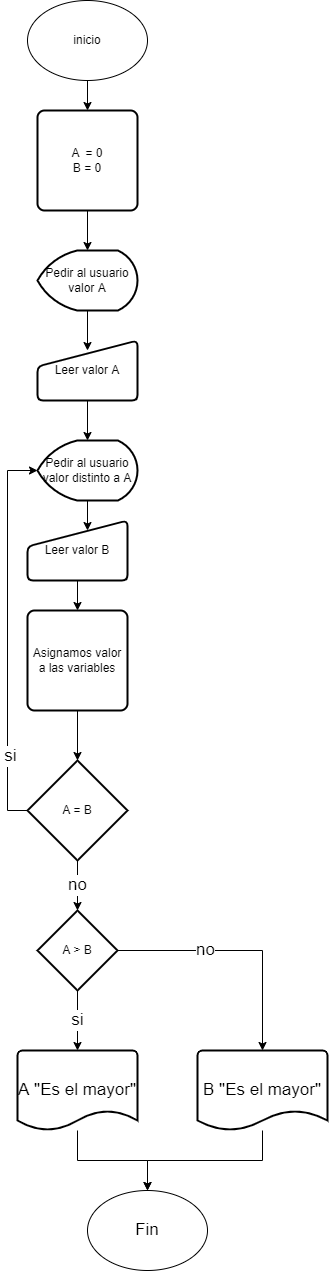 inicio
A = 0
B = 0
Pedir al usuario
valor A
Leer valor A
Pedir al usuario
valor distinto a A
Leer valor B
Asignamos valor
a las variables
si
A = B
no
A > B
no
si
A "Es el mayor"
B "Es el mayor"
Fin